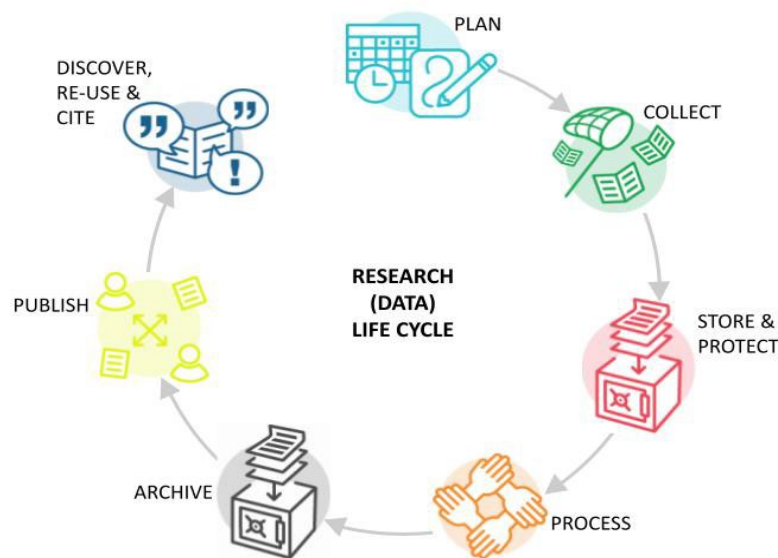 PLAN
COLLECT
STORE &
PROTECT
PROCESS
ARCHIVE
PUBLISH
DISCOVER,
RE-USE &
CITE
RESEARCH
(DATA)
LIFE CYCLE